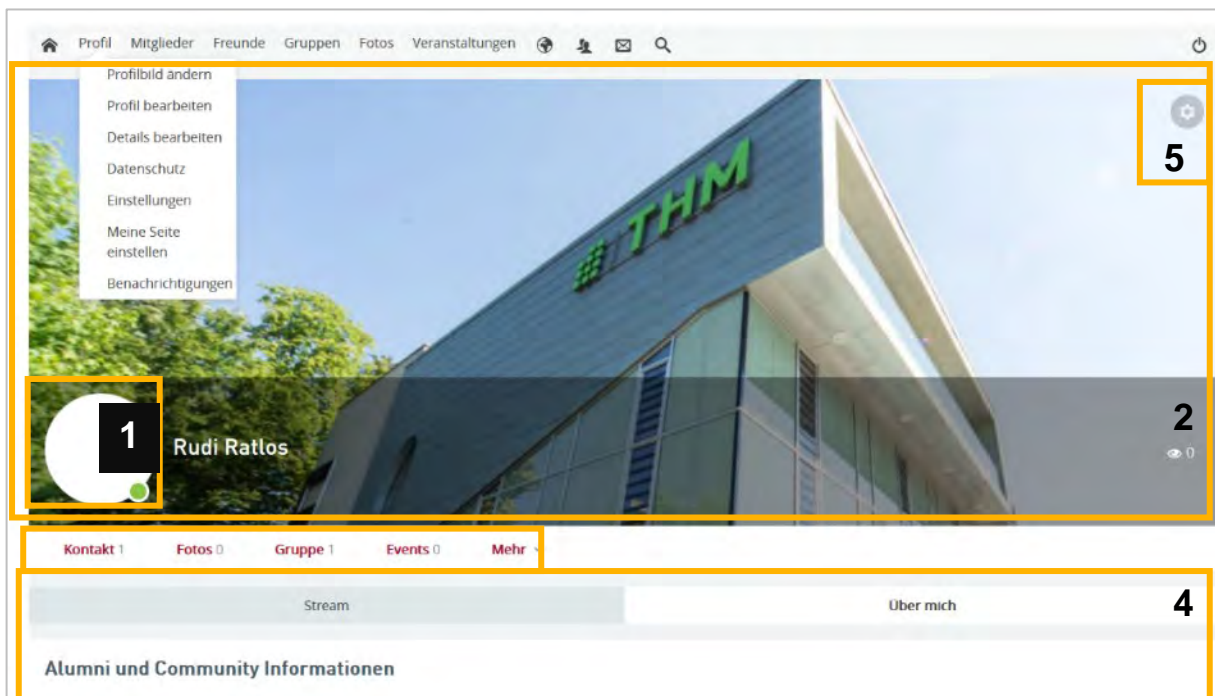 Profil Mitglieder Freunde Gruppen Fotos Veranstaltungen
Profilbild ändern
Profil bearbeiten
Details bearbeiten
Datenschutz
Einstellungen
Meine Seite
einstellen
Benachrichtigungen
5
THM
1
Rudi Ratlos
2
0
Kontakt 1 Fotos 0 Gruppe 1 Events 0 Mehr
Stream Über mich 4
Alumni und Community Informationen